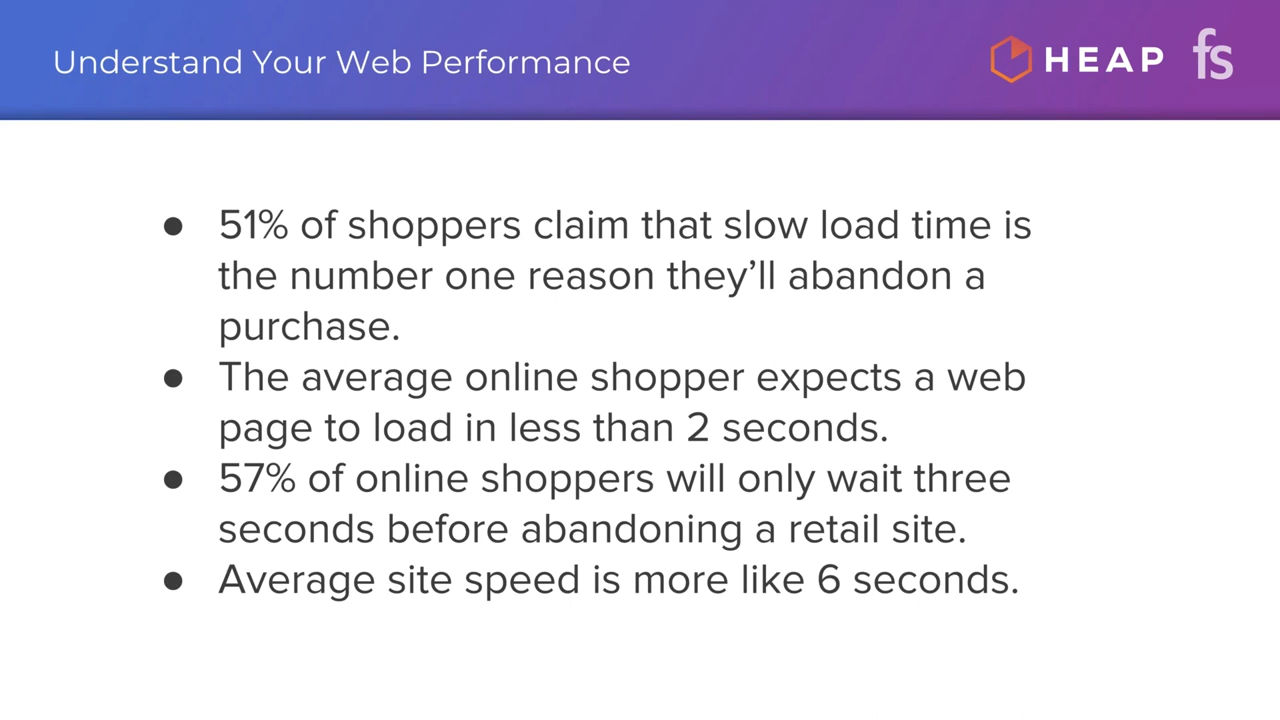 Understand Your Web Performance
HEAP fs
● 51% of shoppers claim that slow load time is
the number one reason they’ll abandon a
purchase.
● The average online shopper expects a web
page to load in less than 2 seconds.
● 57% of online shoppers will only wait three
seconds before abandoning a retail site.
● Average site speed is more like 6 seconds.